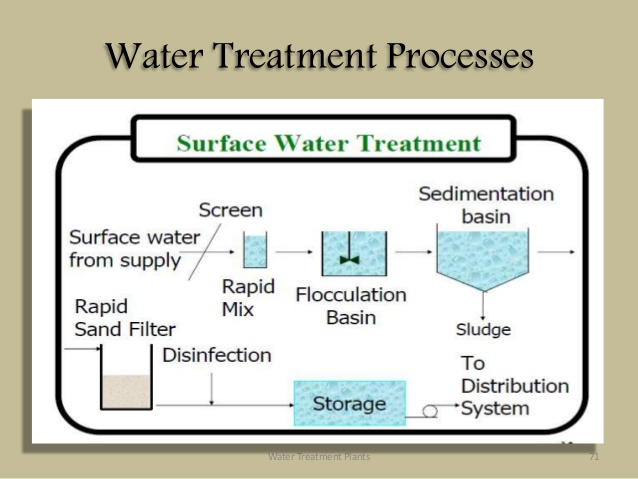 Water Treatment Processes
Surface Water Treatment
Screen
Surface water
from supply
Rapid
Mix
Flocculation
Basin
Sedimentation
basin
Sludge
Rapid
Sand Filter
Disinfection
Storage
To
Distribution
System
Water Treatment Plants
71